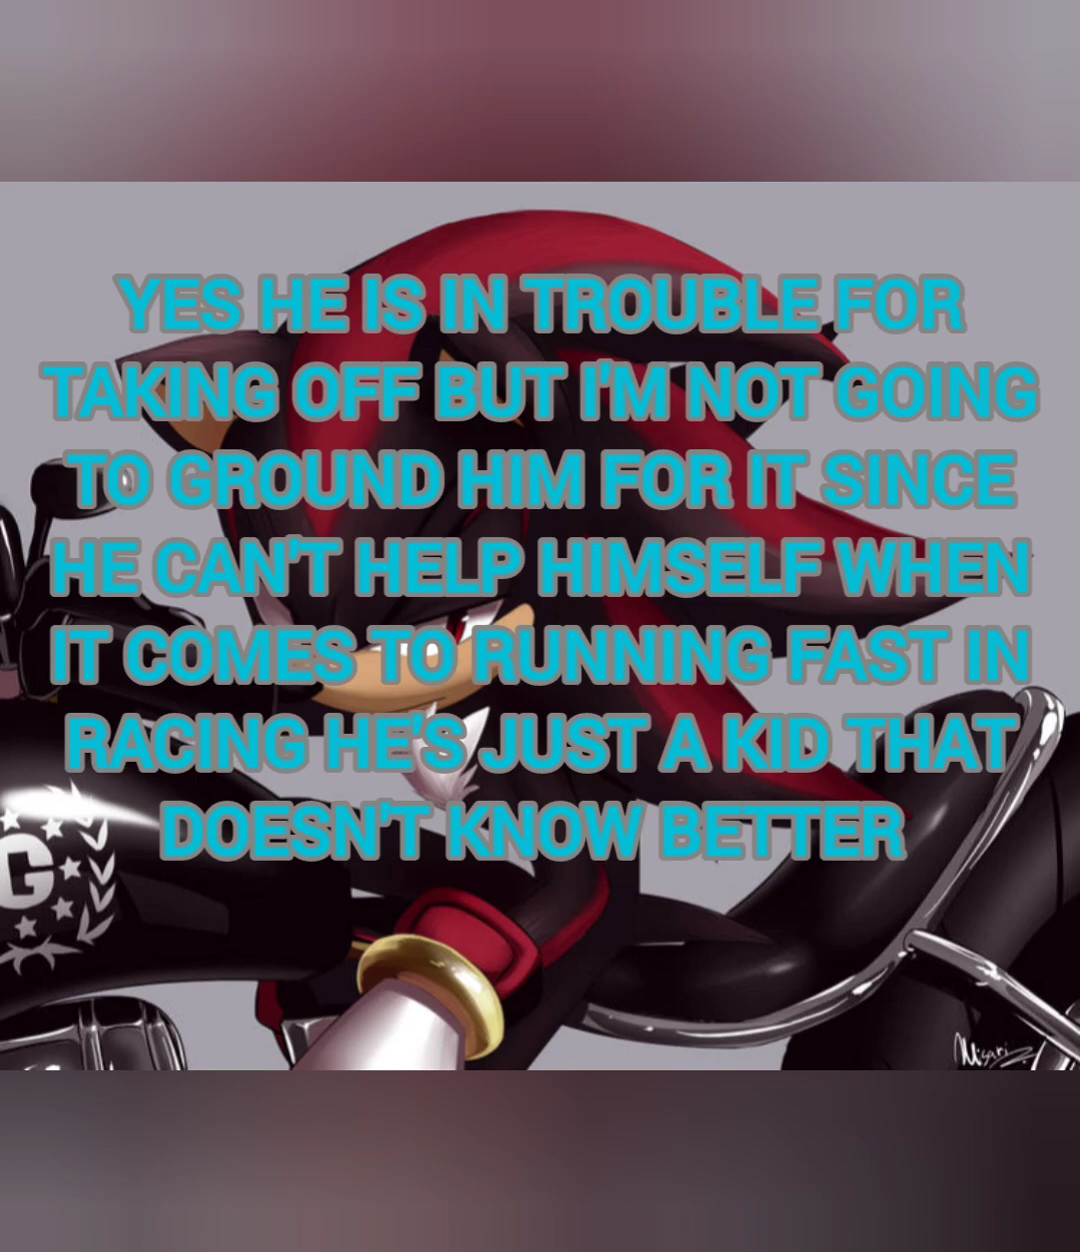 YES HE IS IN TROUBLE FOR
TAKING OFF BUT I'M NOT GOING
TO GROUND HIM FOR IT SINCE
HE CAN'T HELP HIMSELF WHEN
IT COMES TO RUNNING FAST IN
RACING HE'S JUST A KID THAT
DOESN'T KNOW BETTER
G
Misari